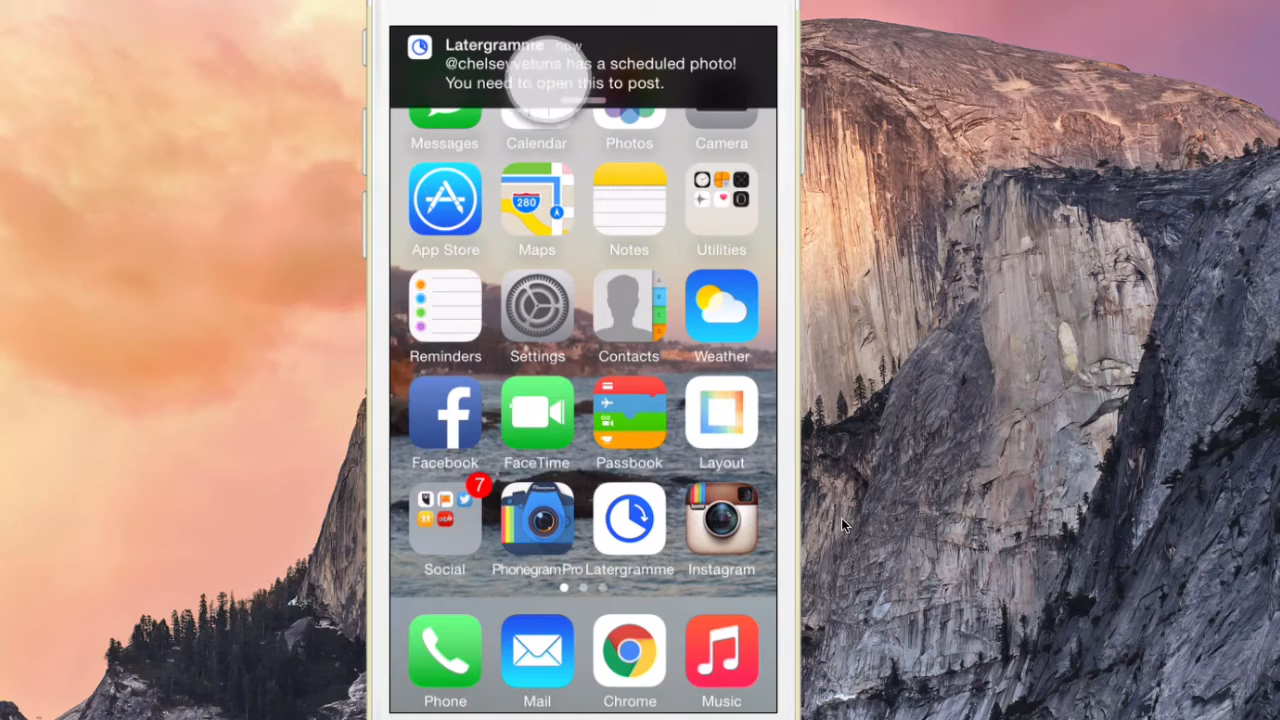 Latergramme now
has a scheduled photo!
You need to open this to post.
Messages Calendar Photos Camera
280
App Store Maps Notes Utilities
Reminders Settings Contacts Weather
Facebook FaceTime Passbook Layout
7
Social PhonegramPro Latergramme Instagram
Phone Mail Chrome Music